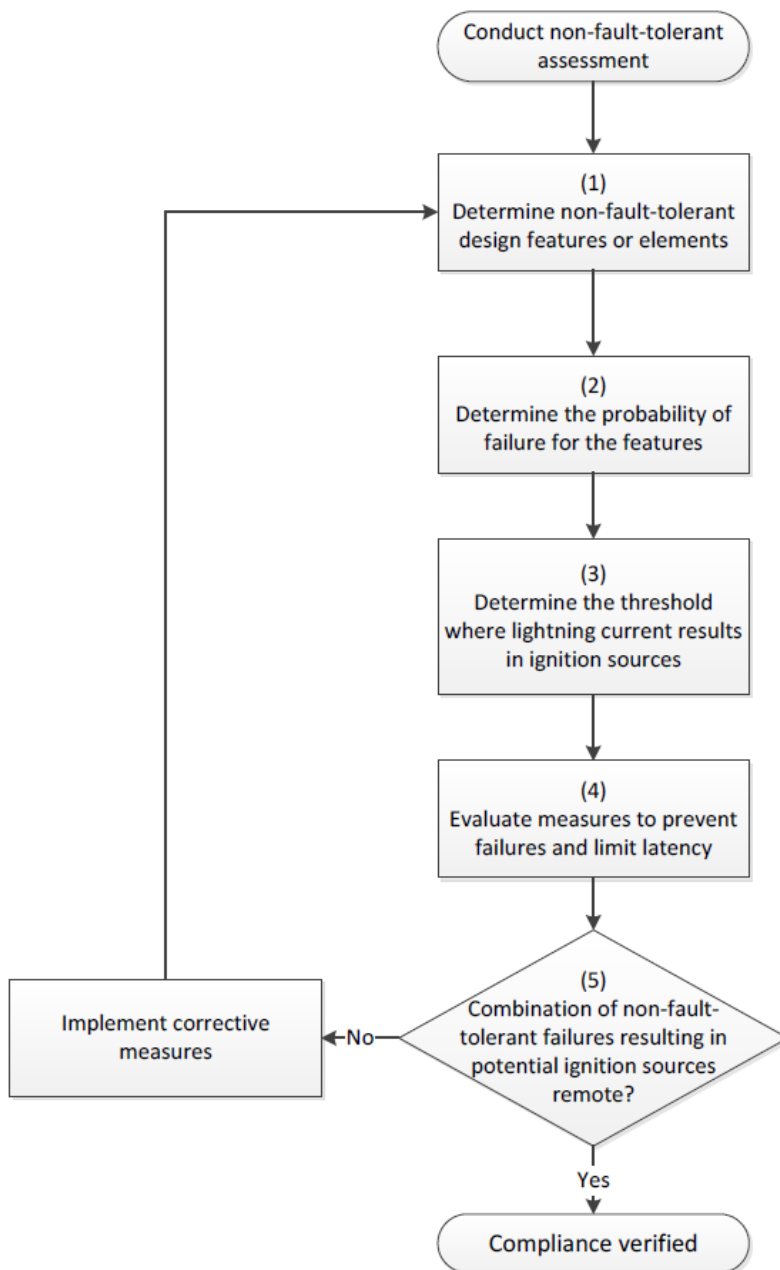 Conduct non-fault-tolerant
assessment
(1)
Determine non-fault-tolerant
design features or elements
(2)
Determine the probability of
failure for the features
(3)
Determine the threshold
where lightning current results
in ignition sources
(4)
Evaluate measures to prevent
failures and limit latency
(5)
Combination of non-fault-
tolerant failures resulting in
potential ignition sources
remote?
No
Implement corrective
measures
Yes
Compliance verified